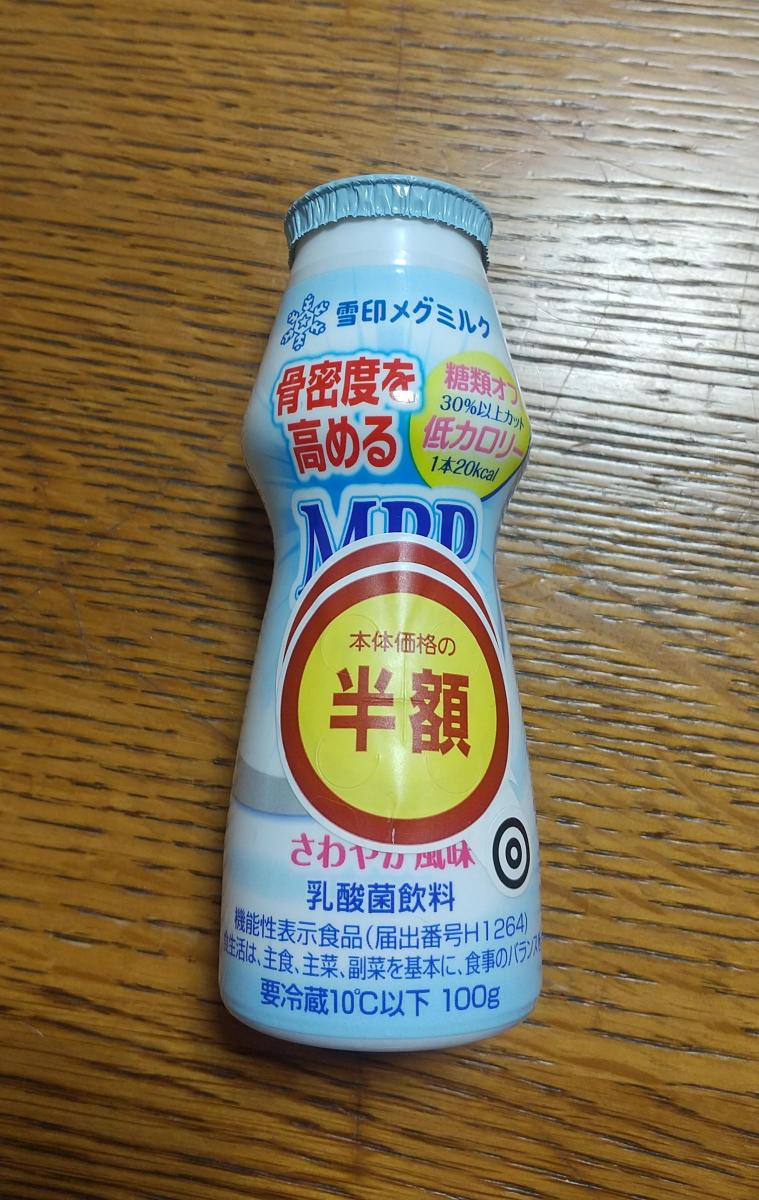 雪印メグミルク
骨密度を
高める
糖類オフ
30%以上カット
低カロリー
1本20kcal
MBP
本体価格の
半額
さわやか風味
乳酸菌飲料
機能性表示食品(届出番号H1264)
食生活は、主食、主菜、副菜を基本に、食事のバランスを
要冷蔵10℃以下 100g